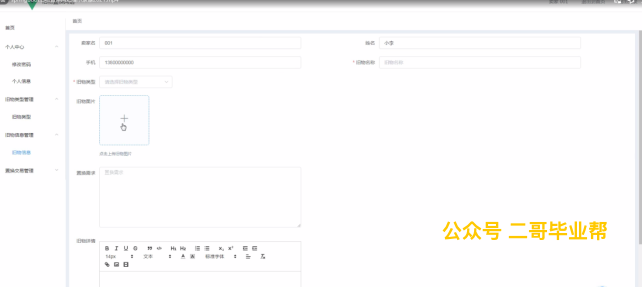 首页
首页
个人中心
修改密码
个人信息
旧物类型管理
旧物类型
旧物信息管理
旧物信息
置换交易管理
卖家号
001
姓名
小李
手机
13800000000
* 旧物名称
旧物名称
* 旧物类型
请选择旧物类型
旧物图片
点击上传旧物图片
置换要求
置换要求
旧物详情
B I U G
H₁ H₂
14px
文本
标准字体
公众号 二哥毕业帮